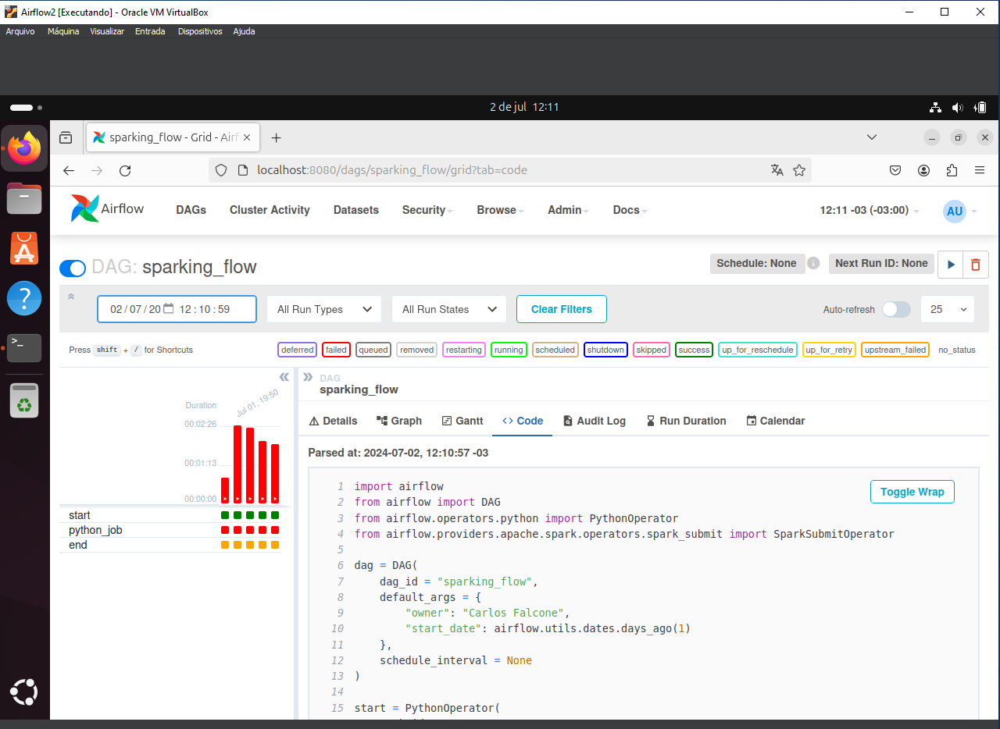 Airflow2 [Executando] - Oracle VM VirtualBox
Arquivo Máquina Visualizar Entrada Dispositivos Ajuda
2 de jul 12:11
sparking_flow - Grid - Airf
localhost:8080/dags/sparking_flow/grid?tab=code
Airflow DAGs Cluster Activity Datasets Security Browse Admin Docs 12:11 -03 (-03:00) AU
DAG: sparking_flow Schedule: None Next Run ID: None
02/07/20 12:10:59 All Run Types All Run States Clear Filters Auto-refresh 25
Press shift + / for Shortcuts deferred failed queued removed restarting running scheduled shutdown skipped success up_for_reschedule up_for_retry upstream_failed no_status
DAG
sparking_flow
Duration
Jul 01, 19:50
00:02:26
00:01:13
00:00:00
start
python_job
end
Details Graph Gantt <> Code Audit Log Run Duration Calendar
Parsed at: 2024-07-02, 12:10:57 -03
Toggle Wrap
1 import airflow
2 from airflow import DAG
3 from airflow.operators.python import PythonOperator
4 from airflow.providers.apache.spark.operators.spark_submit import SparkSubmitOperator
5
6 dag = DAG(
7 dag_id = "sparking_flow",
8 default_args = {
9 "owner": "Carlos Falcone",
10 "start_date": airflow.utils.dates.days_ago(1)
11 },
12 schedule_interval = None
13 )
14
15 start = PythonOperator(